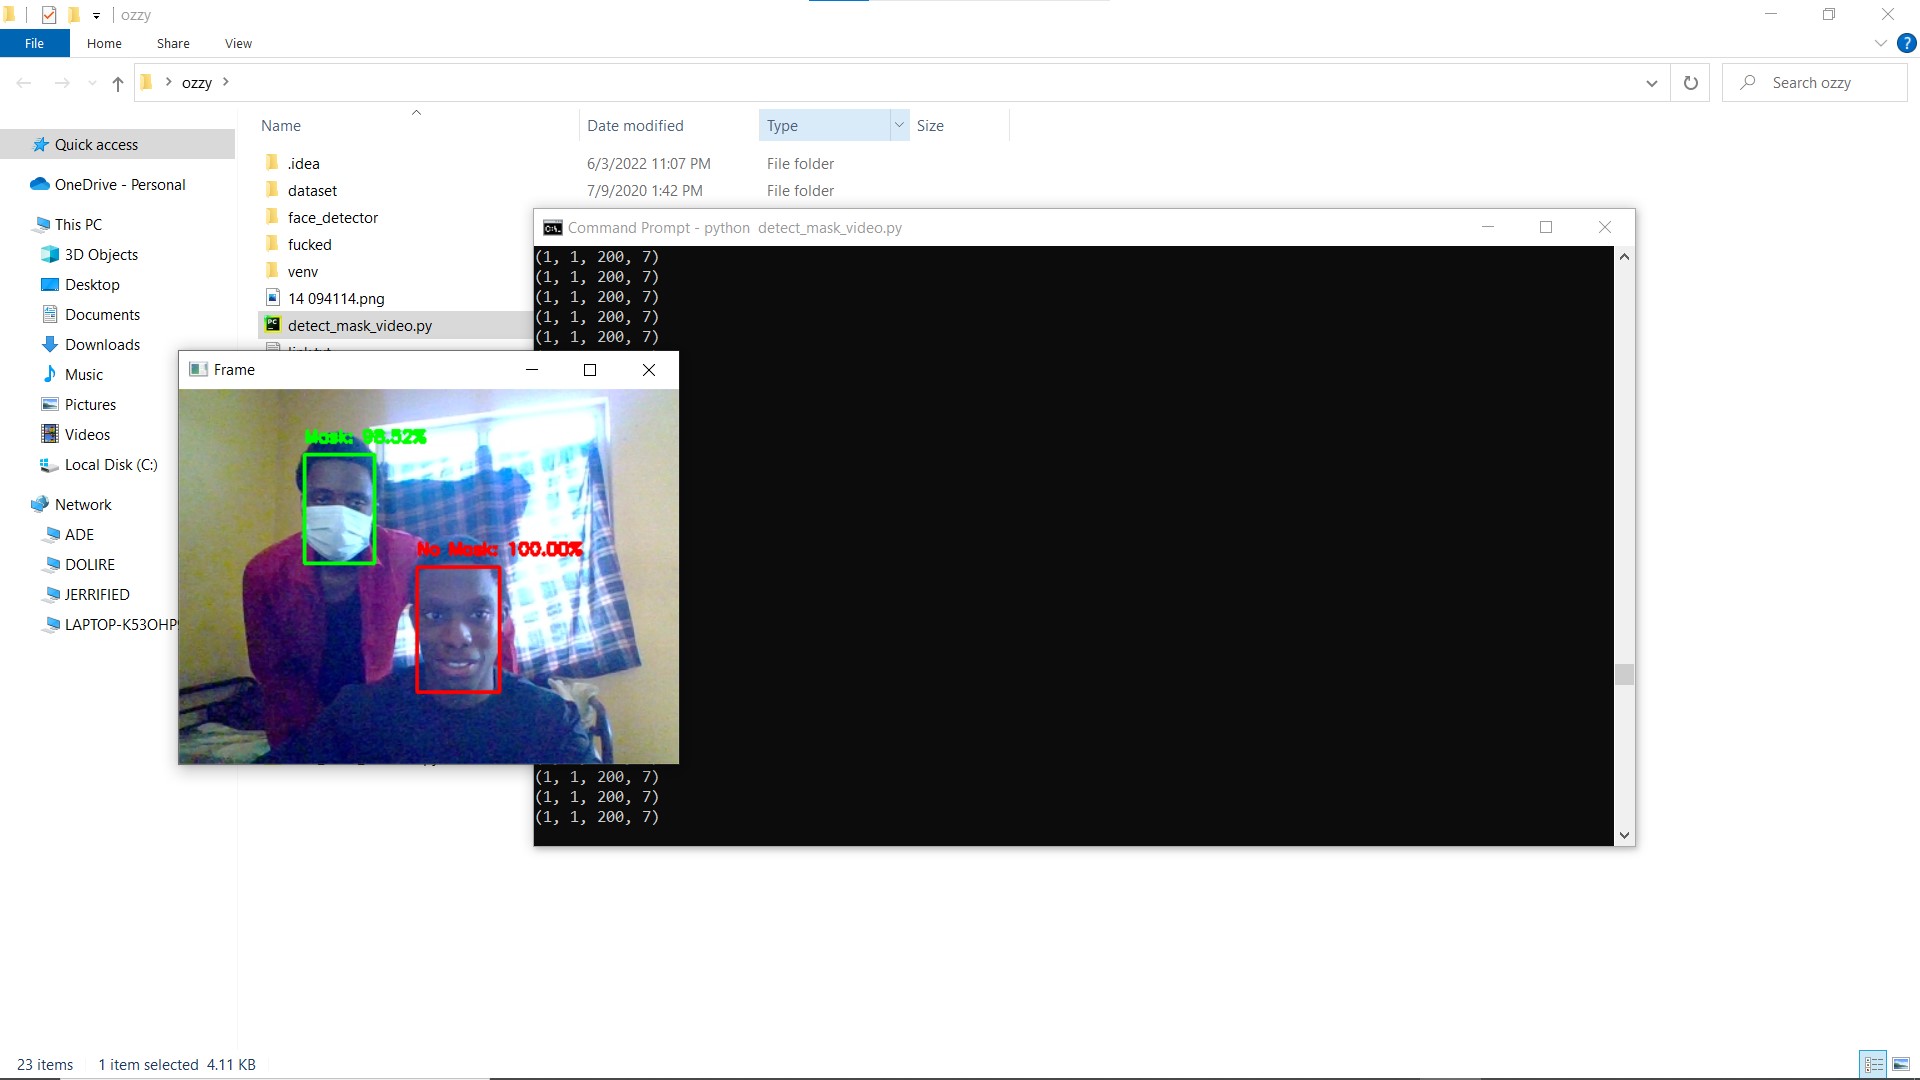 ozzy
File Home Share View
ozzy
Search ozzy
Name Date modified Type Size
Quick access
OneDrive - Personal
This PC
3D Objects
Desktop
Documents
Downloads
Music
Pictures
Videos
Local Disk (C:)
Network
ADE
DOLIRE
JERRIFIED
.idea 6/3/2022 11:07 PM File folder
dataset 7/9/2020 1:42 PM File folder
face_detector
fucked
venv
14 094114.png
detect_mask_video.py
Command Prompt - python detect_mask_video.py
(1, 1, 200, 7)
(1, 1, 200, 7)
(1, 1, 200, 7)
(1, 1, 200, 7)
(1, 1, 200, 7)
Frame
Mask: 98.52%
No Mask: 100.00%
(1, 1, 200, 7)
(1, 1, 200, 7)
(1, 1, 200, 7)
23 items 1 item selected 4.11 KB